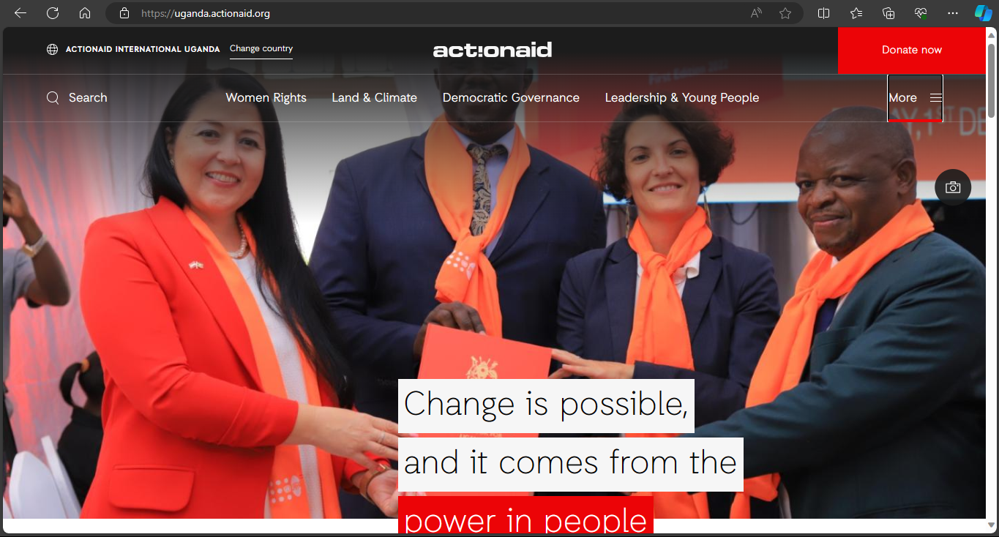 https://uganda.actionaid.org
ACTIONAID INTERNATIONAL UGANDA Change country
act:onaid
Donate now
Search
Women Rights
Land & Climate
Democratic Governance
Leadership & Young People
More
Change is possible,
and it comes from the
power in people